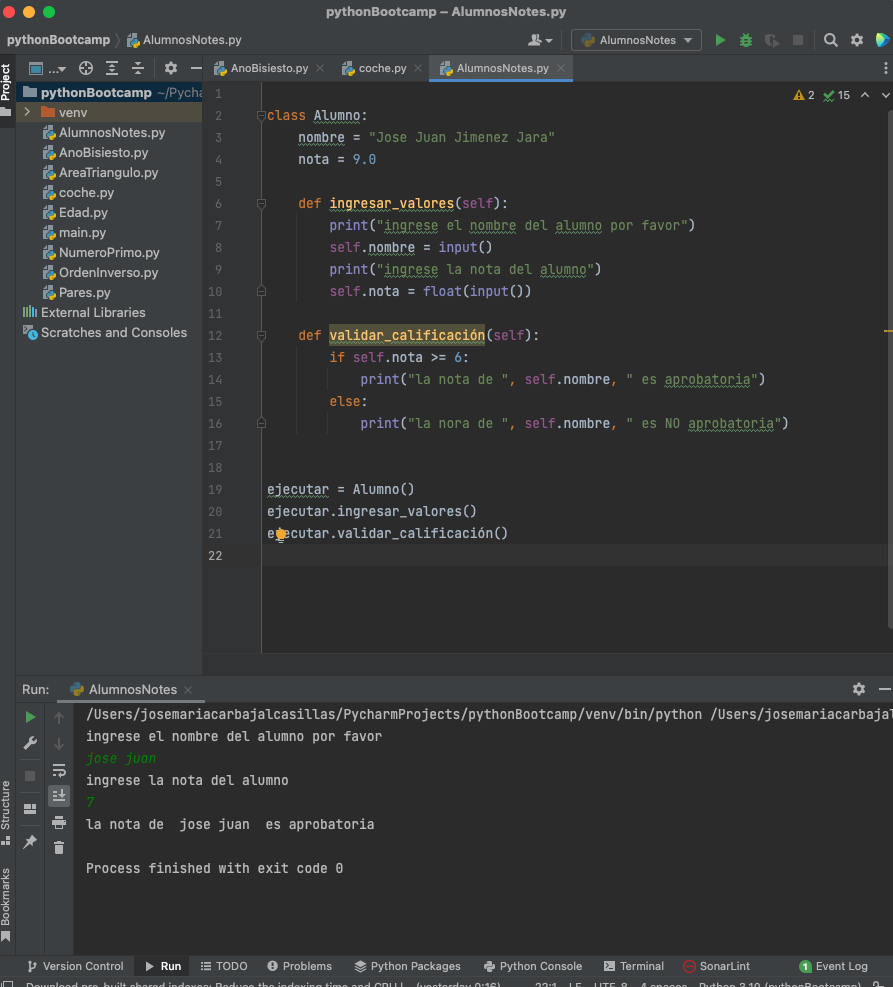 pythonBootcamp – AlumnosNotes.py
pythonBootcamp 〉 AlumnosNotes.py
AlumnosNotes
Project
...
AnoBisiesto.py
coche.py
AlumnosNotes.py
pythonBootcamp ~/Pycha
venv
AlumnosNotes.py
AnoBisiesto.py
AreaTriangulo.py
coche.py
Edad.py
main.py
NumeroPrimo.py
OrdenInverso.py
Pares.py
External Libraries
Scratches and Consoles
2 15
1
2 class Alumno:
3 nombre = "Jose Juan Jimenez Jara"
4 nota = 9.0
5
6 def ingresar_valores(self):
7 print("ingrese el nombre del alumno por favor")
8 self.nombre = input()
9 print("ingrese la nota del alumno")
10 self.nota = float(input())
11
12 def validar_calificación(self):
13 if self.nota >= 6:
14 print("la nota de ", self.nombre, " es aprobatoria")
15 else:
16 print("la nora de ", self.nombre, " es NO aprobatoria")
17
18
19 ejecutar = Alumno()
20 ejecutar.ingresar_valores()
21 ejecutar.validar_calificación()
22
Run: AlumnosNotes
/Users/josemariacarbajalcasillas/PycharmProjects/pythonBootcamp/venv/bin/python /Users/josemariacarbajal
ingrese el nombre del alumno por favor
jose juan
ingrese la nota del alumno
7
la nota de  jose juan  es aprobatoria
Process finished with exit code 0
Structure
Bookmarks
Version Control
Run
TODO
Problems
Python Packages
Python Console
Terminal
SonarLint
1 Event Log
Download pre-built shared indexes: Reduce the indexing time and CPU l... (yesterday 0:16) 22:1 LF UTF-8 4 spaces Python 3.10 (pythonBootcamp)